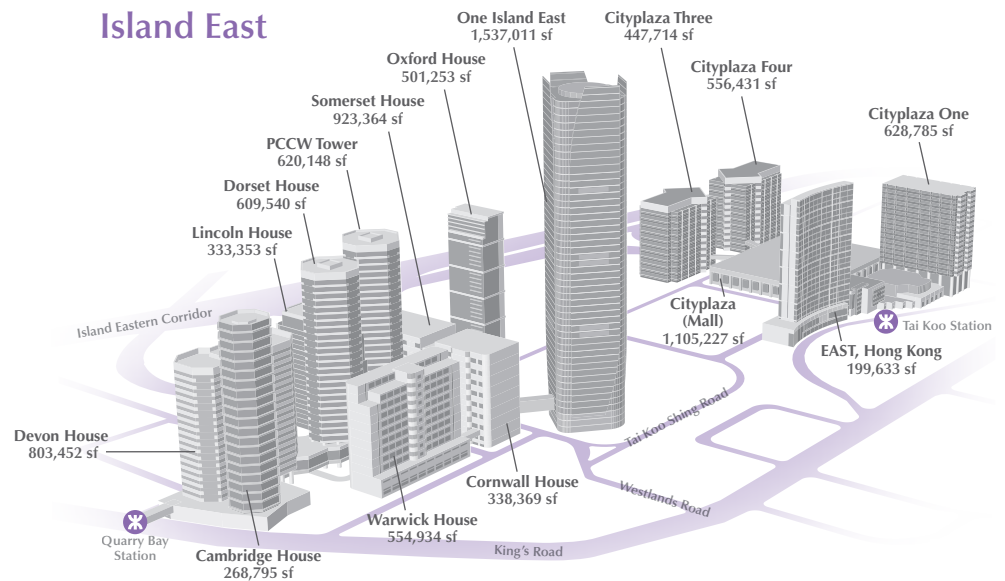 Island East
One Island East
1,537,011 sf
Cityplaza Three
447,714 sf
Oxford House
501,253 sf
Cityplaza Four
556,431 sf
Somerset House
923,364 sf
Cityplaza One
628,785 sf
PCCW Tower
620,148 sf
Dorset House
609,540 sf
Lincoln House
333,353 sf
Island Eastern Corridor
Cityplaza
(Mall)
1,105,227 sf
Tai Koo Station
EAST, Hong Kong
199,633 sf
Tai Koo Shing Road
Devon House
803,452 sf
Cornwall House
338,369 sf
Westlands Road
Warwick House
554,934 sf
Quarry Bay
Station
King's Road
Cambridge House
268,795 sf